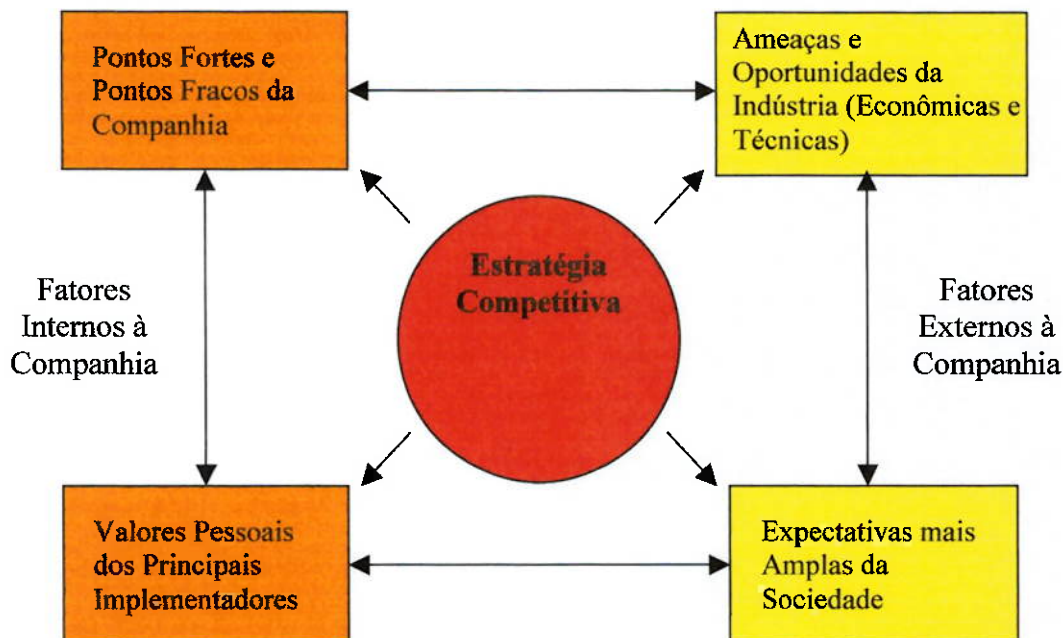 Pontos Fortes e
Pontos Fracos da
Companhia
Ameaças e
Oportunidades da
Indústria (Econômicas e
Técnicas)
Estratégia
Competitiva
Fatores
Internos à
Companhia
Fatores
Externos à
Companhia
Valores Pessoais
dos Principais
Implementadores
Expectativas mais
Amplas da
Sociedade